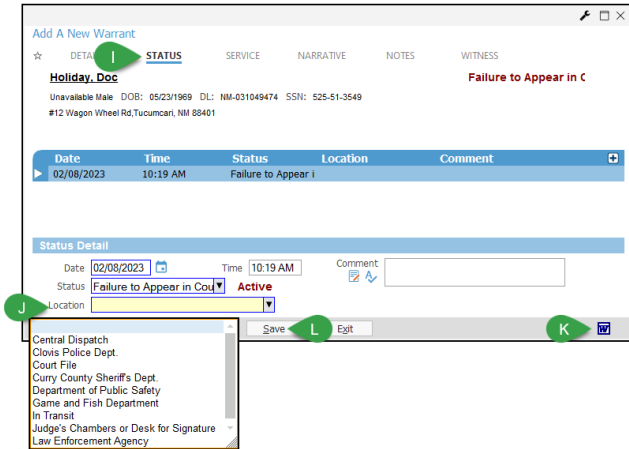 Add A New Warrant
DETAI I STATUS SERVICE NARRATIVE NOTES WITNESS
Holiday, Doc Failure to Appear in C
Unavailable Male DOB: 05/23/1969 DL: NM-031049474 SSN: 525-51-3549
#12 Wagon Wheel Rd,Tucumcari, NM 88401
Date Time Status Location Comment
02/08/2023 10:19 AM Failure to Appear i
Status Detail
Date 02/08/2023 Time 10:19 AM Comment
Status Failure to Appear in Cou Active
J Location
Save L Exit K W
Central Dispatch
Clovis Police Dept.
Court File
Curry County Sheriff's Dept.
Department of Public Safety
Game and Fish Department
In Transit
Judge's Chambers or Desk for Signature
Law Enforcement Agency